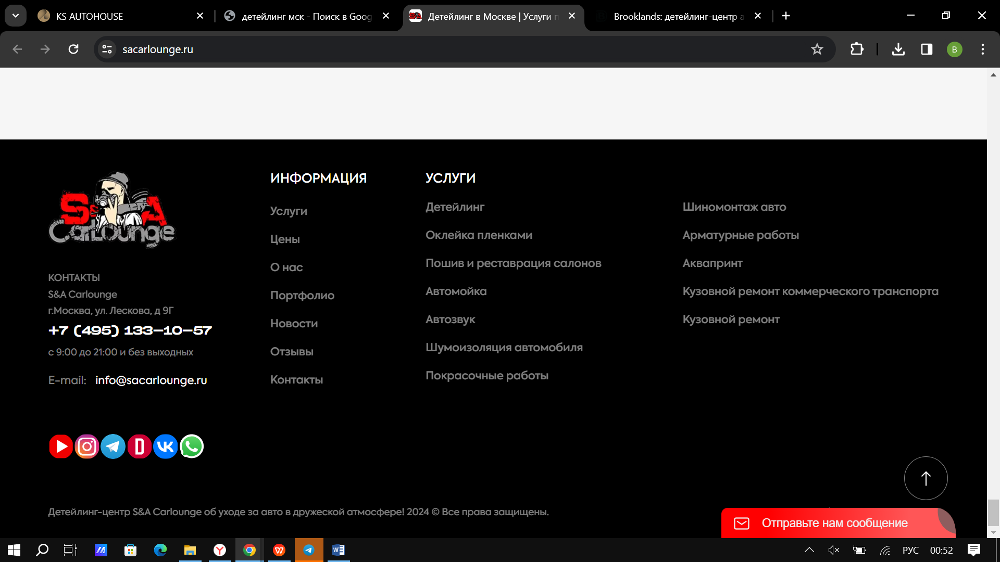 KS AUTOHOUSE
детейлинг мск - Поиск в Goog
Детейлинг в Москве | Услуги п
Brooklands: детейлинг-центр а
sacarlounge.ru
B
S&A
CarLounge
КОНТАКТЫ
S&A Carlounge
г.Москва, ул. Лескова, д 9Г
+7 (495) 133-10-57
с 9:00 до 21:00 и без выходных
E-mail: info@sacarlounge.ru
ИНФОРМАЦИЯ
Услуги
Цены
О нас
Портфолио
Новости
Отзывы
Контакты
УСЛУГИ
Детейлинг
Оклейка пленками
Пошив и реставрация салонов
Автомойка
Автозвук
Шумоизоляция автомобиля
Покрасочные работы
Шиномонтаж авто
Арматурные работы
Аквапринт
Кузовной ремонт коммерческого транспорта
Кузовной ремонт
Детейлинг-центр S&A Carlounge об уходе за авто в дружеской атмосфере! 2024 © Все права защищены.
Отправьте нам сообщение
РУС
00:52